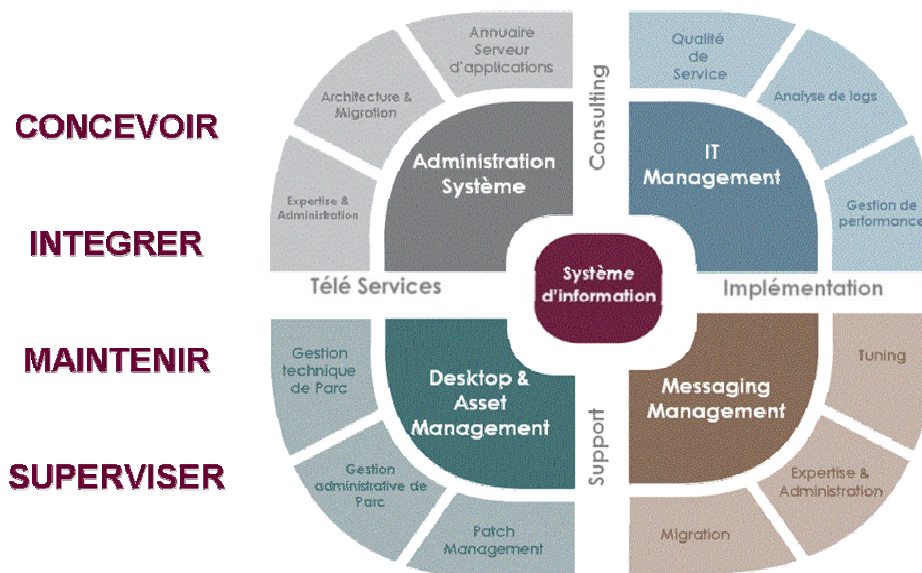 CONCEVOIR
INTEGRER
MAINTENIR
SUPERVISER
Annuaire
Serveur
d'applications
Architecture &
Migration
Expertise &
Administration
Administration
Système
Consulting
Qualité
de
Service
Analyse de logs
Gestion de
performance
IT
Management
Télé Services
Système
d'information
Implémentation
Gestion
technique
de Parc
Gestion
administrative de
Parc
Patch
Management
Desktop &
Asset
Management
Support
Messaging
Management
Tuning
Expertise &
Administration
Migration